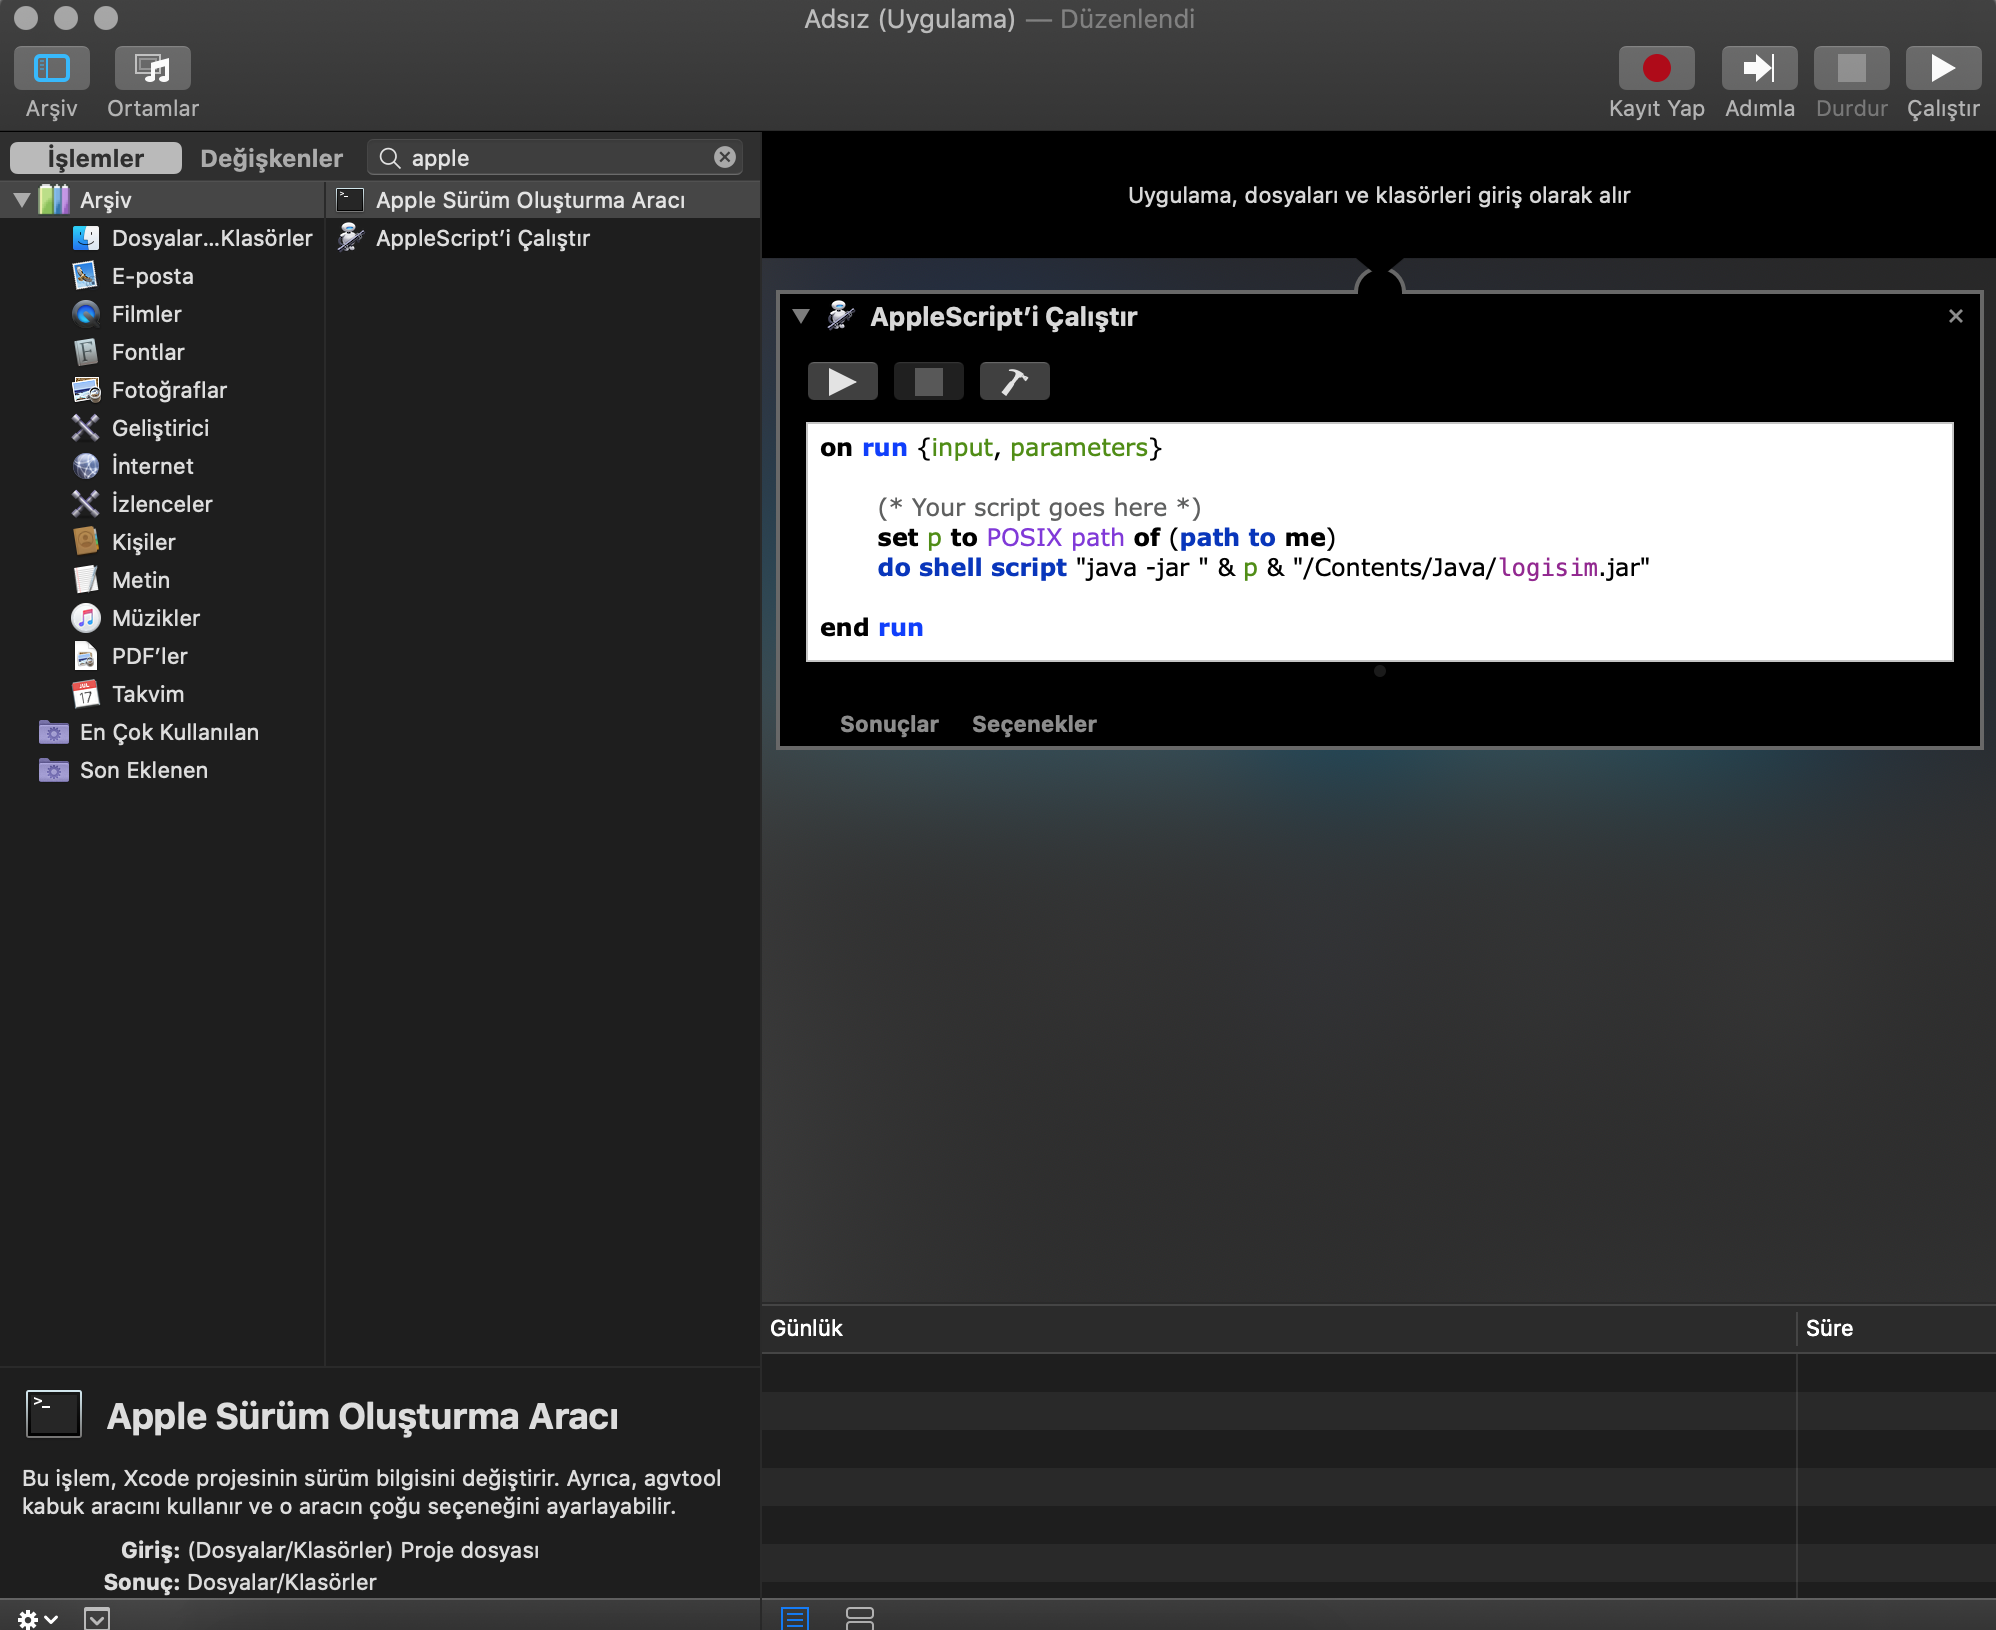 Adsız (Uygulama) — Düzenlendi
Arşiv
Ortamlar
Kayıt Yap
Adımla
Durdur
Çalıştır
İşlemler
Değişkenler
apple
Arşiv
Dosyalar...Klasörler
E-posta
Filmler
Fontlar
Fotoğraflar
Geliştirici
İnternet
İzlenceler
Kişiler
Metin
Müzikler
PDF'ler
Takvim
En Çok Kullanılan
Son Eklenen
Apple Sürüm Oluşturma Aracı
AppleScript'i Çalıştır
Uygulama, dosyaları ve klasörleri giriş olarak alır
AppleScript'i Çalıştır
on run {input, parameters}
(* Your script goes here *)
set p to POSIX path of (path to me)
do shell script "java -jar " & p & "/Contents/Java/logisim.jar"
end run
Sonuçlar
Seçenekler
Günlük
Süre
Apple Sürüm Oluşturma Aracı
Bu işlem, Xcode projesinin sürüm bilgisini değiştirir. Ayrıca, agvtool
kabuk aracını kullanır ve o aracın çoğu seçeneğini ayarlayabilir.
Giriş: (Dosyalar/Klasörler) Proje dosyası
Sonuç: Dosyalar/Klasörler